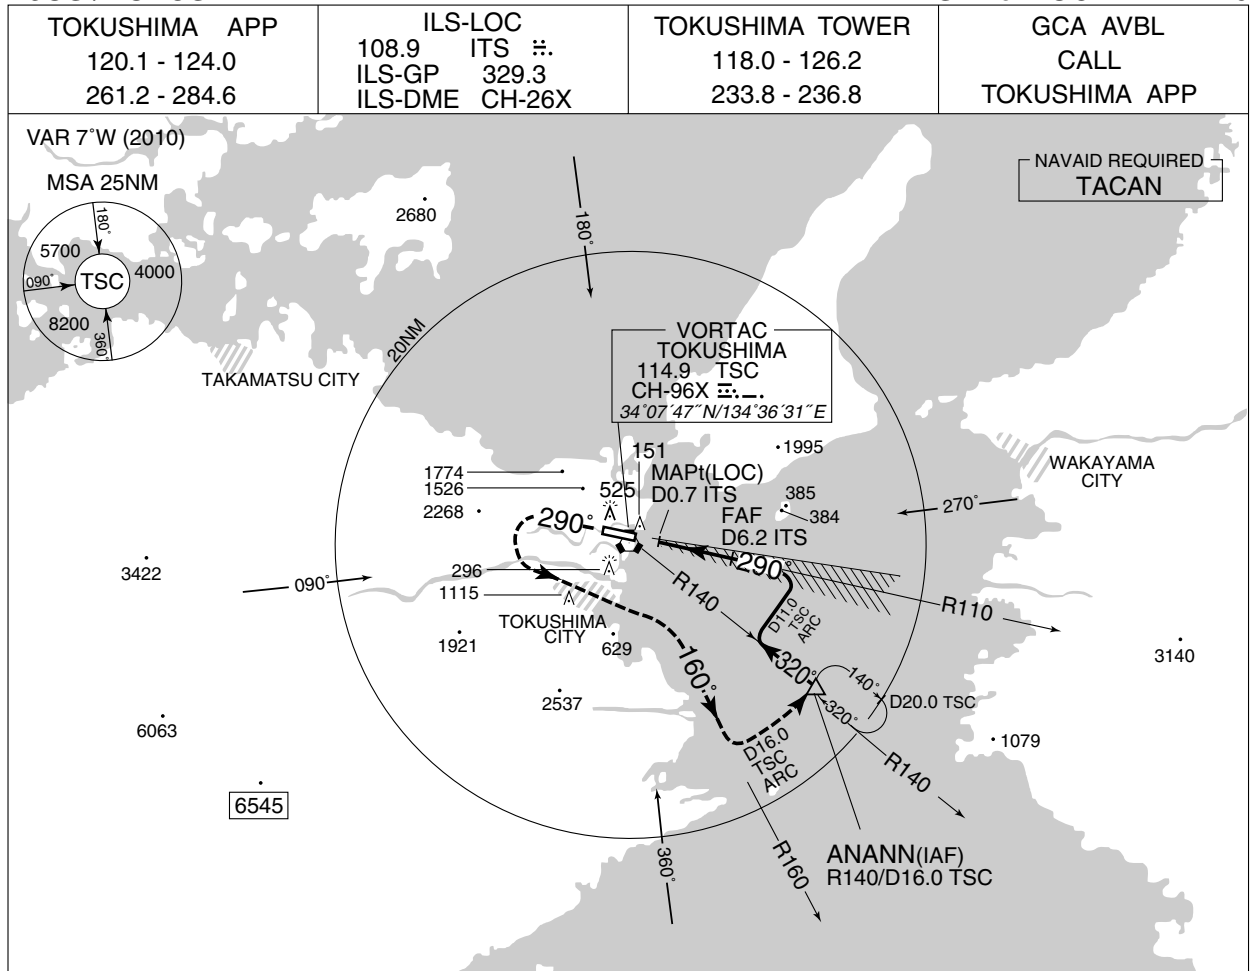 TOKUSHIMA APP
120.1 - 124.0
261.2 - 284.6
ILS-LOC
108.9 ITS
ILS-GP 329.3
ILS-DME CH-26X
TOKUSHIMA TOWER
118.0 - 126.2
233.8 - 236.8
GCA AVBL
CALL
TOKUSHIMA APP
VAR 7°W (2010)
MSA 25NM
180°
5700
4000
TSC
090°
8200
360°
NAVAID REQUIRED
TACAN
2680
180°
20NM
TAKAMATSU CITY
VORTAC
TOKUSHIMA
114.9 TSC
CH-96X
34°07′47″N/134°36′31″E
151
1995
WAKAYAMA
CITY
1774
1526
2268
525
MAPt(LOC)
D0.7 ITS
385
384
FAF
D6.2 ITS
270°
290°
290°
3422
090°
296
1115
R140
R110
D11.0
TSC
ARC
TOKUSHIMA
CITY
1921
629
3140
320°
160°
140°
D20.0 TSC
320°
2537
6063
D16.0
TSC
ARC
1079
R140
6545
360°
R160
ANANN(IAF)
R140/D16.0 TSC